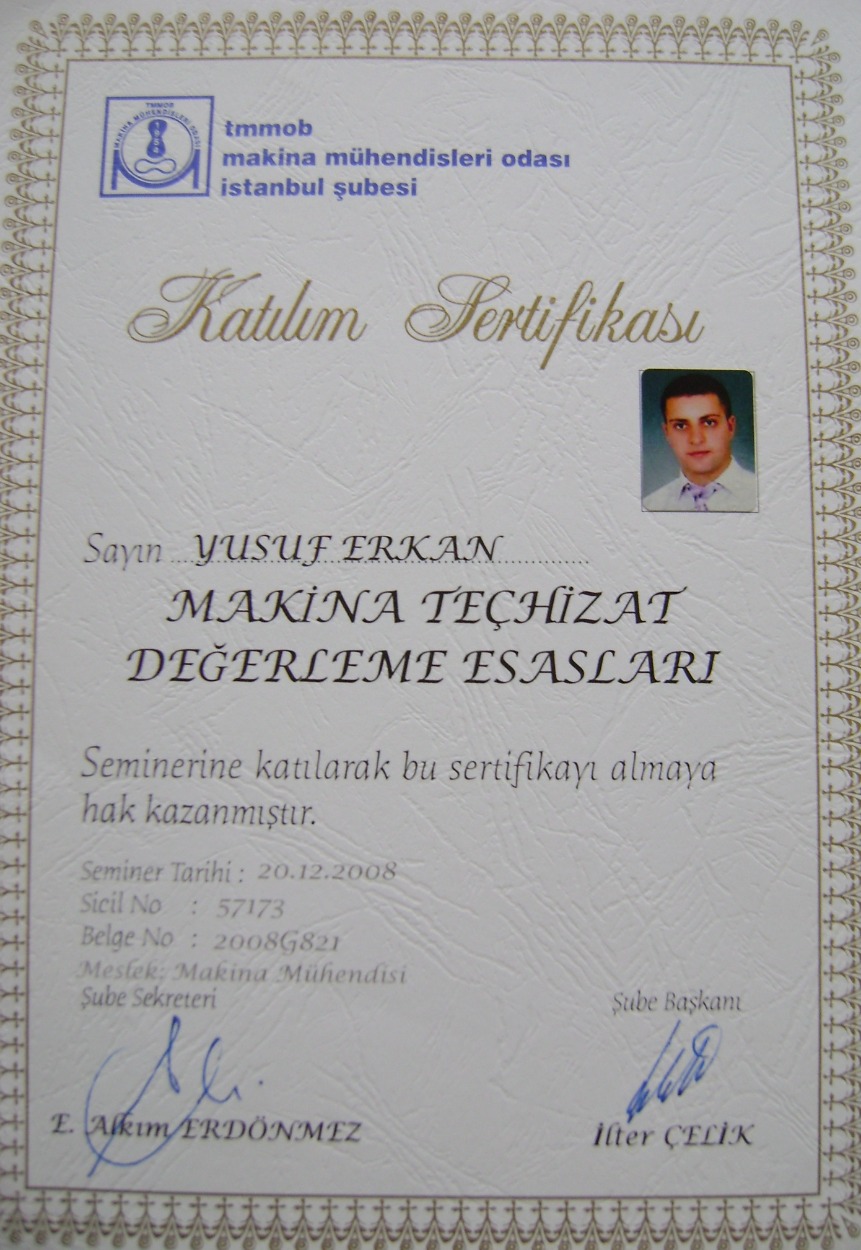 TMMOB
MAKİNA MÜHENDİSLERİ ODASI
1954
tmmob
makina mühendisleri odası
istanbul şubesi
Katılım Sertifikası
Sayın YUSUF ERKAN
MAKİNA TEÇHİZAT
DEĞERLEME ESASLARI
Seminerine katılarak bu sertifikayı almaya
hak kazanmıştır.
Seminer Tarihi : 20.12.2008
Sicil No : 57173
Belge No : 2008G821
Meslek: Makina Mühendisi
Şube Sekreteri
Şube Başkanı
E. Alkım ERDÖNMEZ
İlter ÇELİK